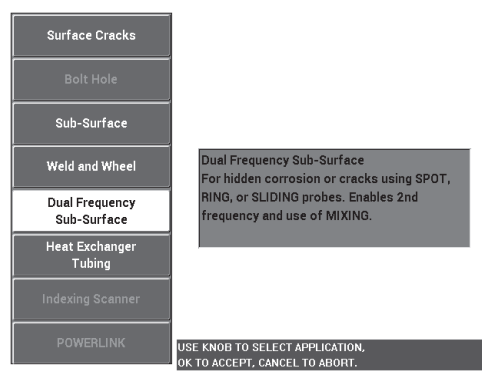 Surface Cracks
Bolt Hole
Sub-Surface
Weld and Wheel
Dual Frequency
Sub-Surface
Heat Exchanger
Tubing
Indexing Scanner
POWERLINK
Dual Frequency Sub-Surface
For hidden corrosion or cracks using SPOT,
RING, or SLIDING probes. Enables 2nd
frequency and use of MIXING.
USE KNOB TO SELECT APPLICATION,
OK TO ACCEPT, CANCEL TO ABORT.